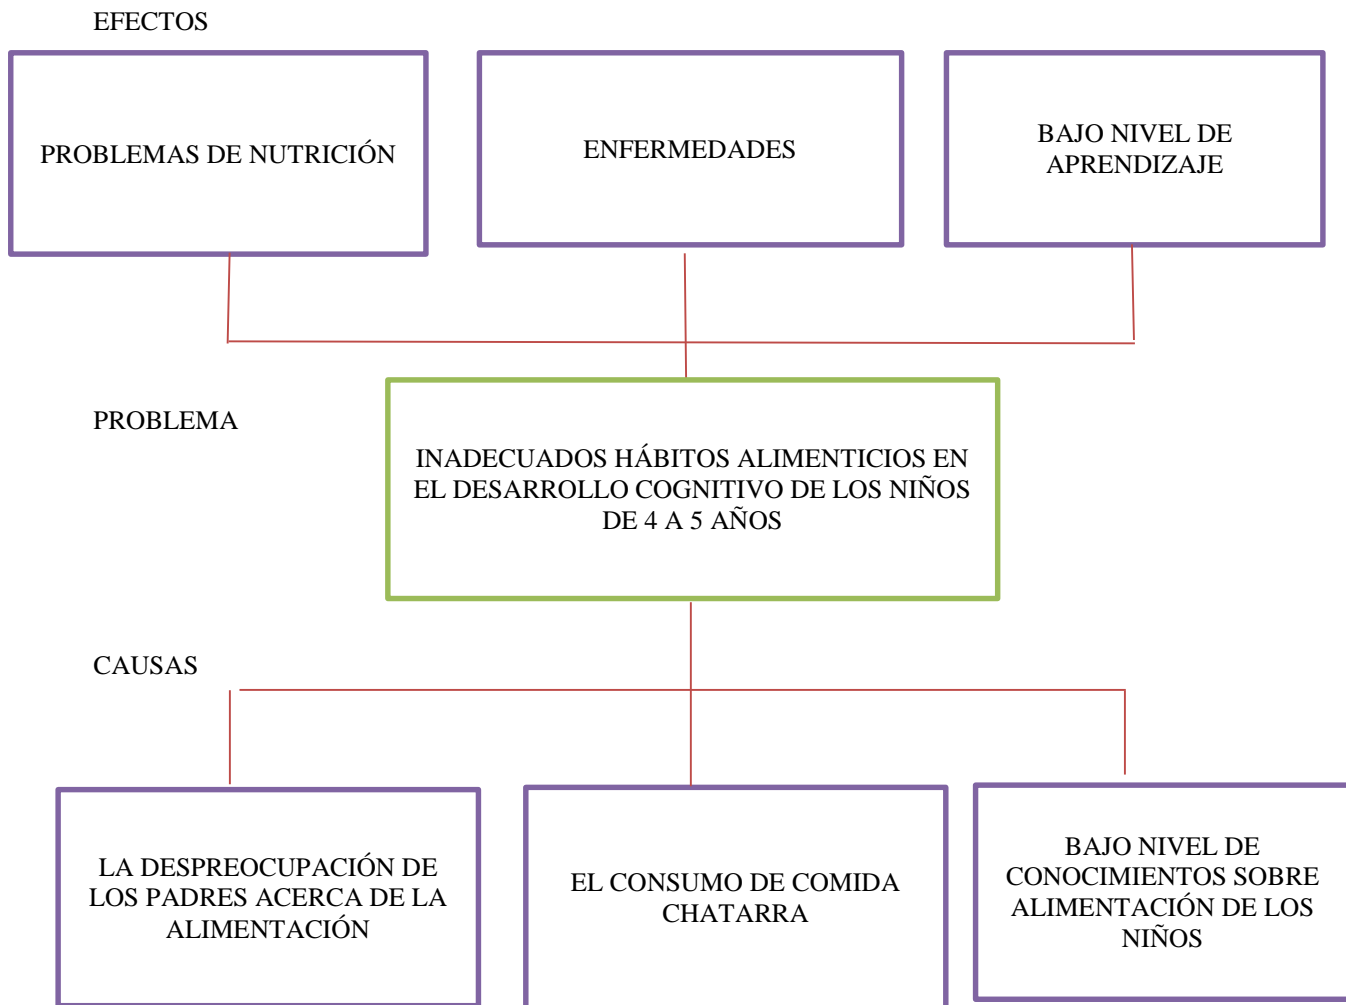 EFECTOS
PROBLEMAS DE NUTRICIÓN
ENFERMEDADES
BAJO NIVEL DE
APRENDIZAJE
PROBLEMA
INADECUADOS HÁBITOS ALIMENTICIOS EN
EL DESARROLLO COGNITIVO DE LOS NIÑOS
DE 4 A 5 AÑOS
CAUSAS
LA DESPREOCUPACIÓN DE
LOS PADRES ACERCA DE LA
ALIMENTACIÓN
EL CONSUMO DE COMIDA
CHATARRA
BAJO NIVEL DE
CONOCIMIENTOS SOBRE
ALIMENTACIÓN DE LOS
NIÑOS